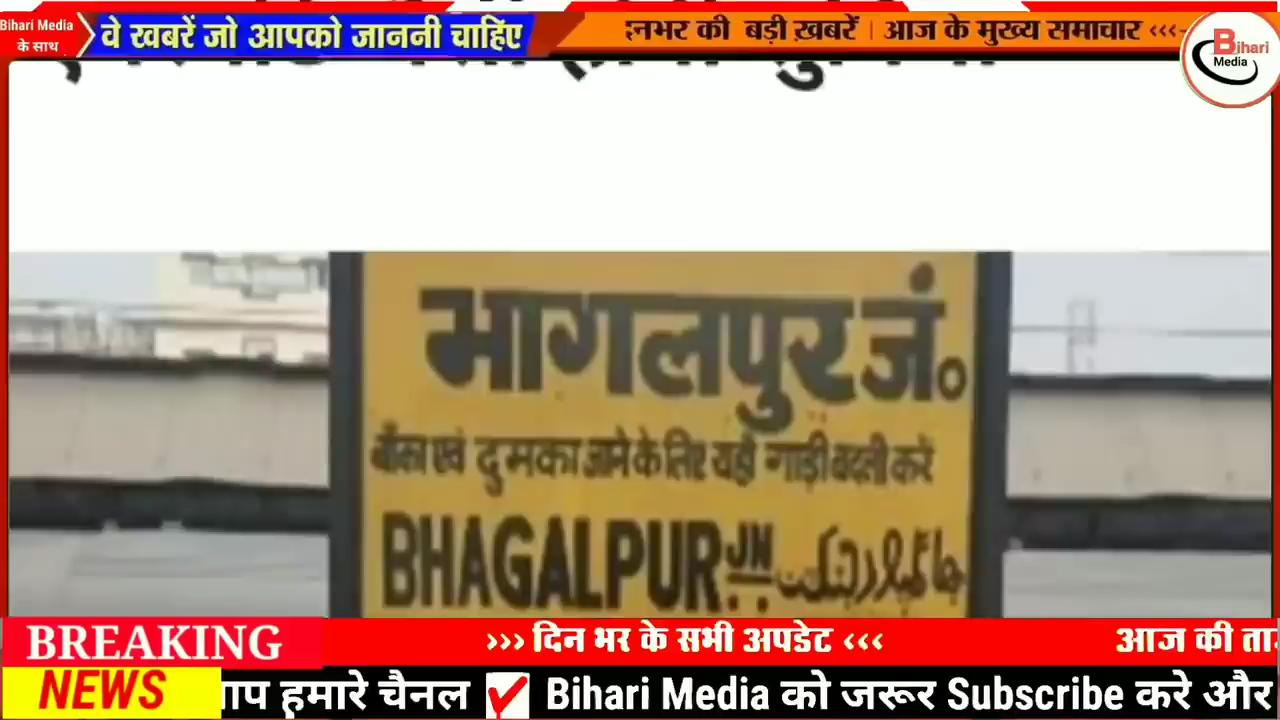 Bihari Media
के साथ
वे खबरें जो आपको जाननी चाहिए
की बड़ी ख़बरें | आज के मुख्य समाचार <<<-
Bihari
Media
भागलपुर जं०
बाँका एवं दुमका जाने के लिए यहाँ गाड़ी बदली करें
BHAGALPUR JN.
BREAKING
>>> दिन भर के सभी अपडेट <<<
आज की
NEWS
हमारे चैनल ✓ Bihari Media को जरूर Subscribe करे और